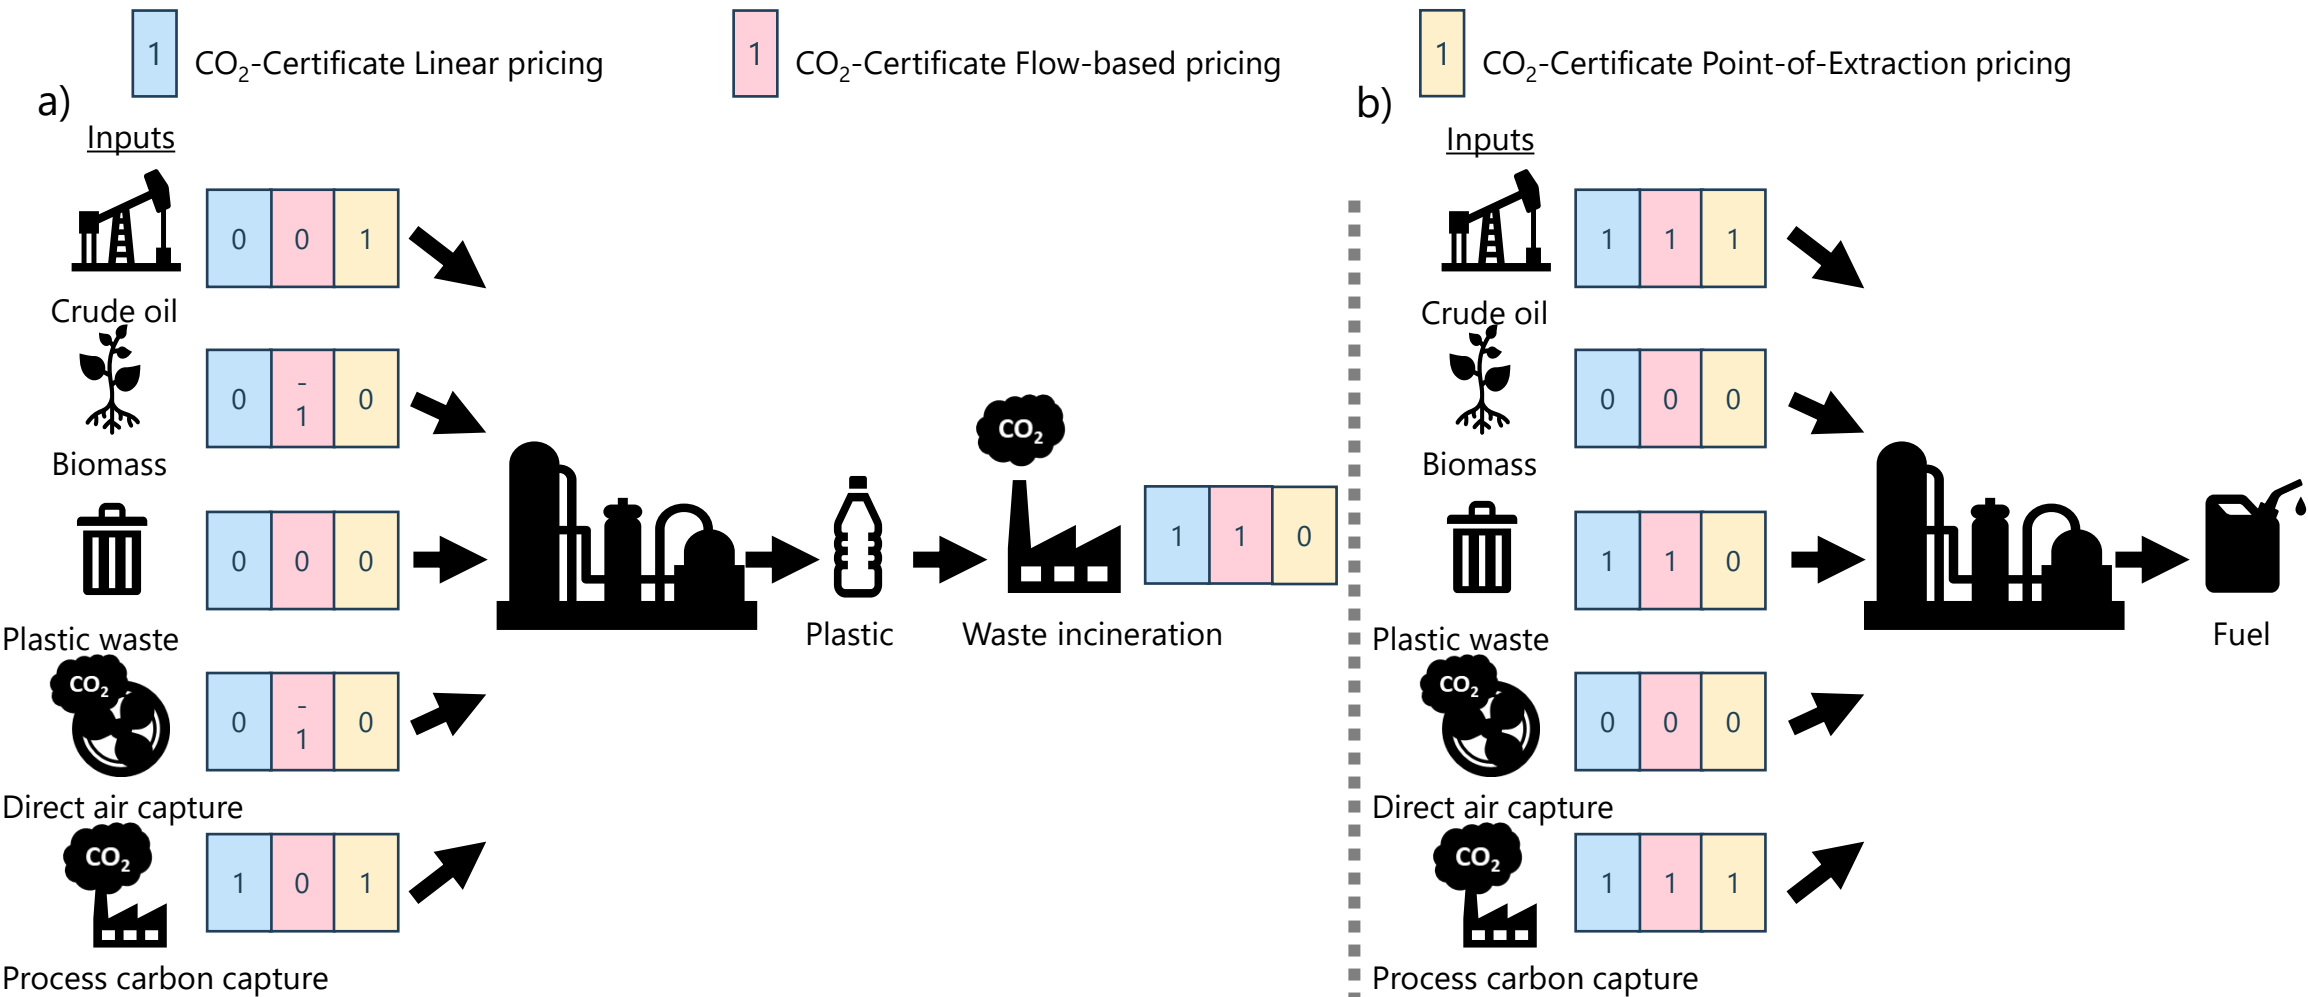 1 CO₂-Certificate Linear pricing
1 CO₂-Certificate Flow-based pricing
1 CO₂-Certificate Point-of-Extraction pricing
a)
Inputs
0 0 1
Crude oil
0 -1 0
Biomass
0 0 0
Plastic waste
CO₂
0 -1 0
Direct air capture
CO₂
1 0 1
Process carbon capture
Plastic
CO₂
1 1 0
Waste incineration
b)
Inputs
1 1 1
Crude oil
0 0 0
Biomass
1 1 0
Plastic waste
CO₂
0 0 0
Direct air capture
CO₂
1 1 1
Process carbon capture
Fuel